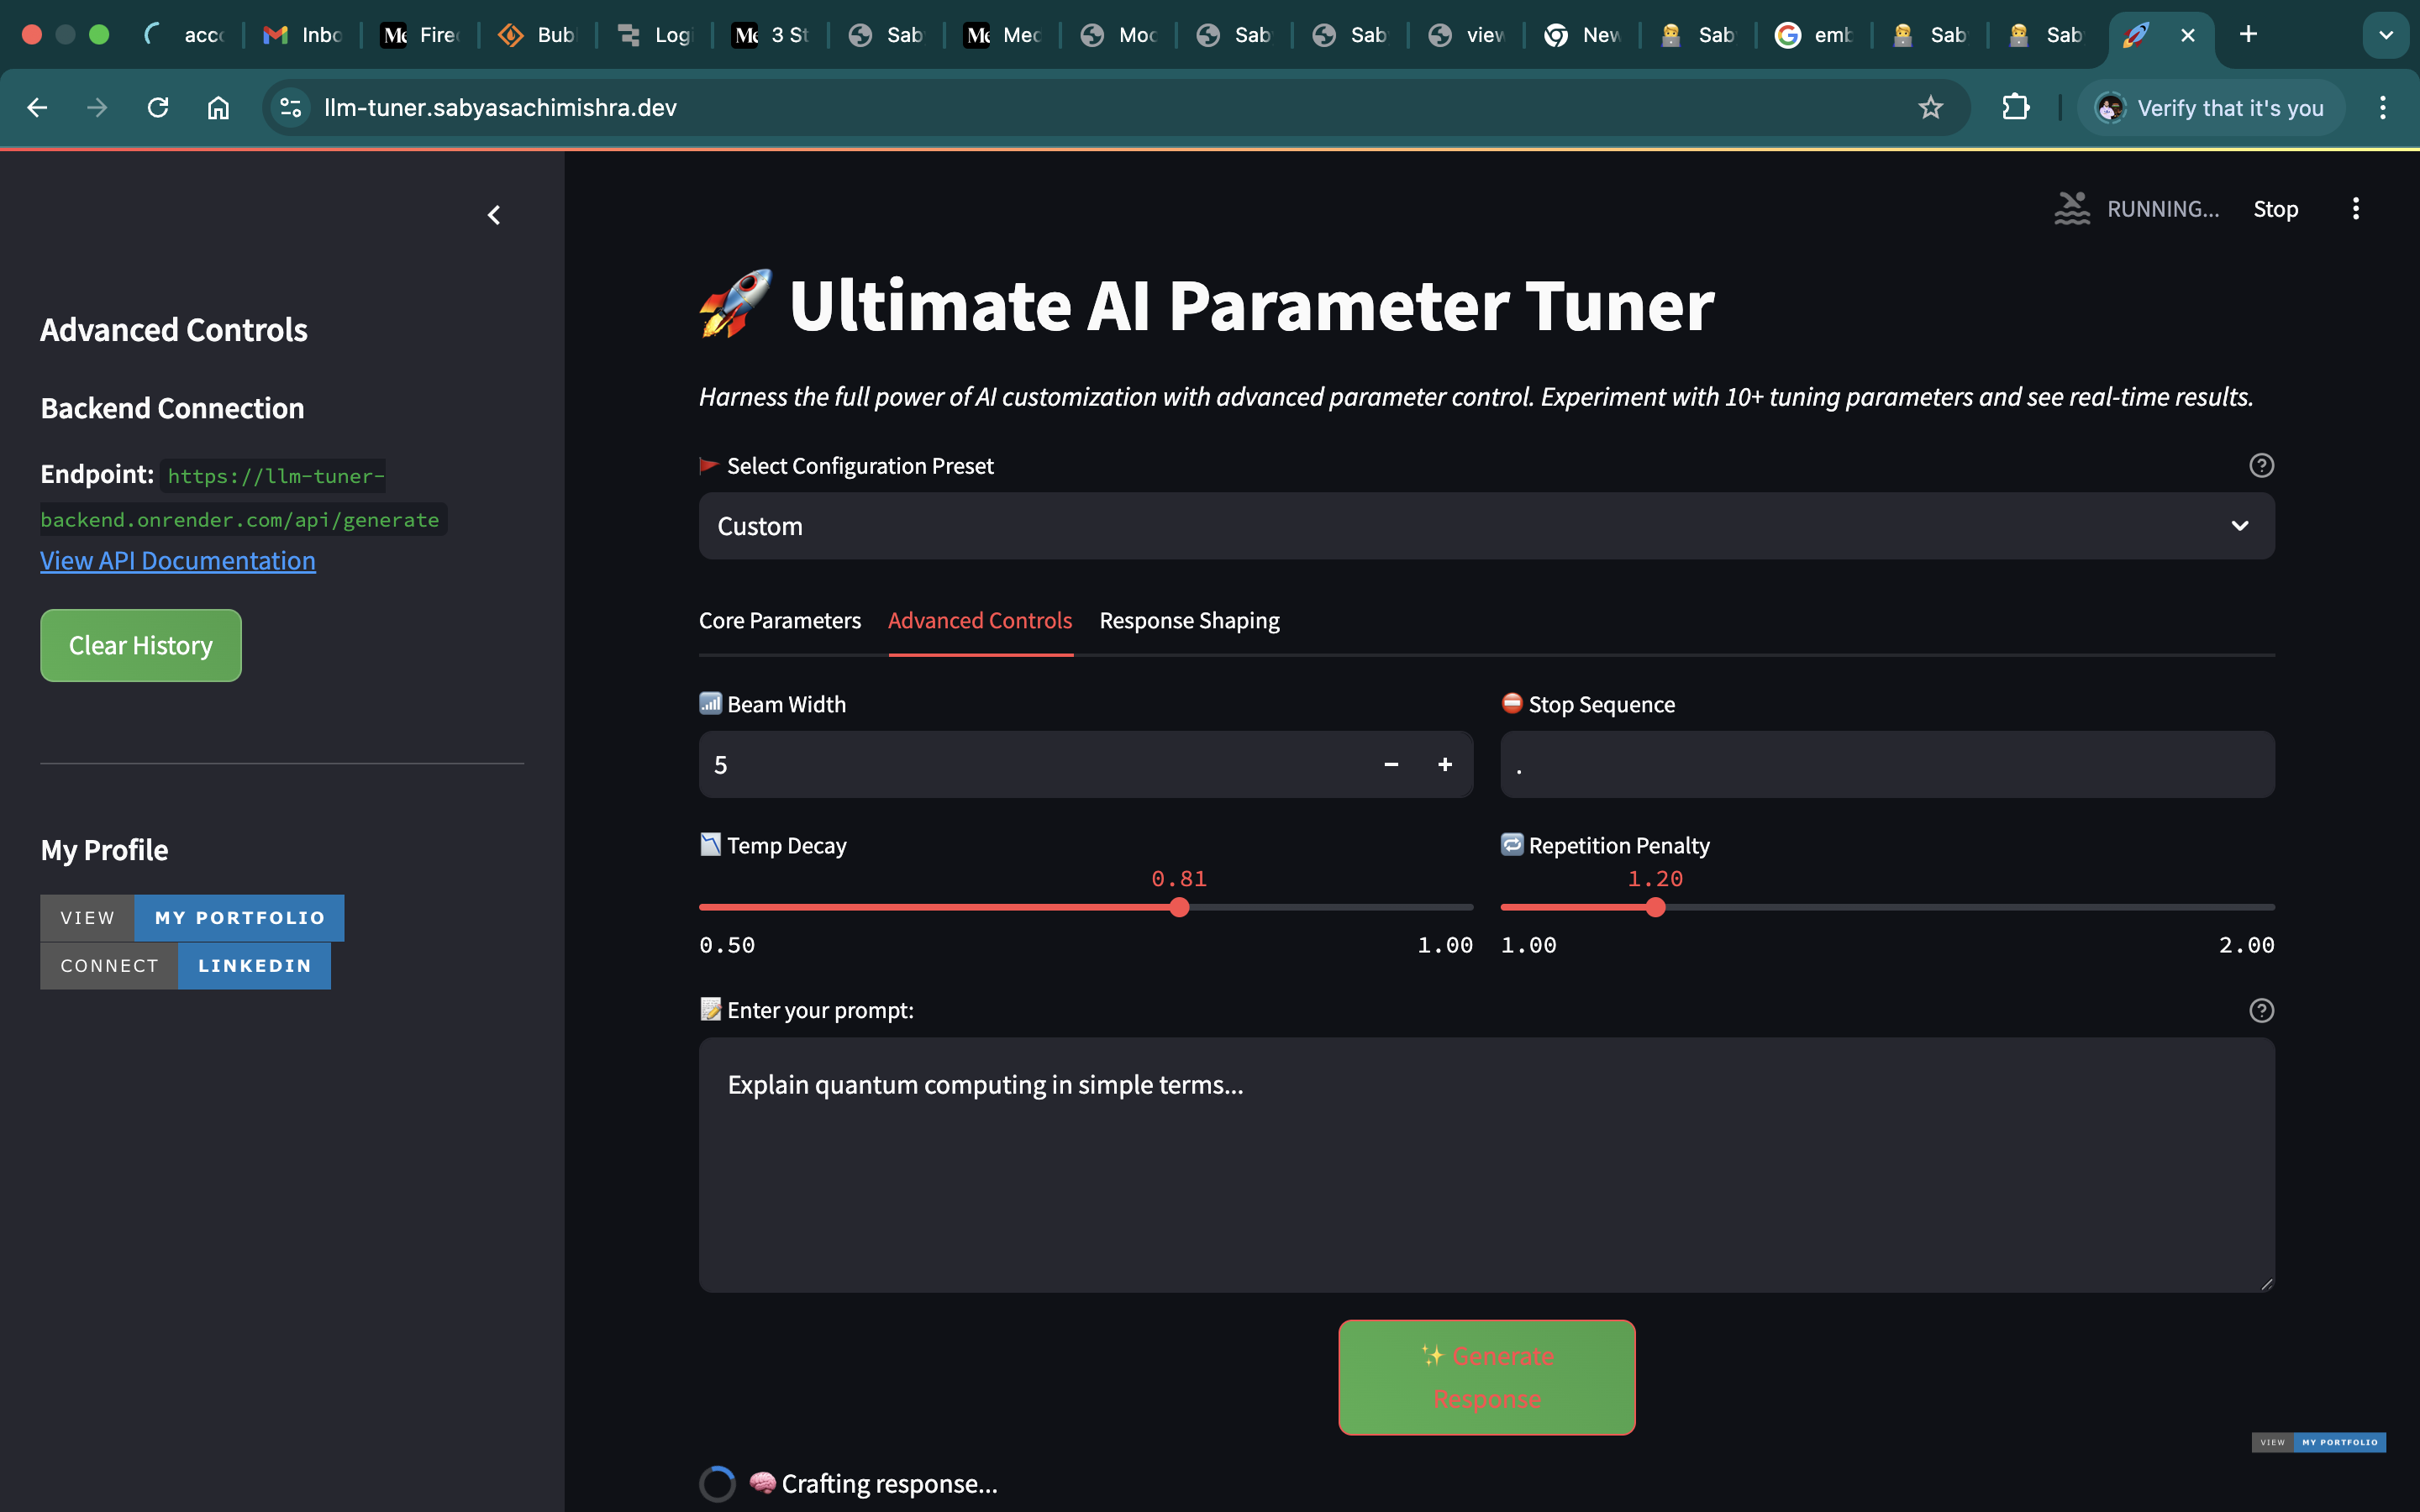 acc
Inbo
Fire
Bub
Logi
3 St
Sab
Med
Moc
Sab
Sab
view
New
Sab
emb
Sab
Sab
llm-tuner.sabyasachimishra.dev
Verify that it's you
RUNNING...
Stop
Advanced Controls
Backend Connection
Endpoint: https://llm-tuner-
backend.onrender.com/api/generate
View API Documentation
Clear History
My Profile
VIEW MY PORTFOLIO
CONNECT LINKEDIN
🚀 Ultimate AI Parameter Tuner
Harness the full power of AI customization with advanced parameter control. Experiment with 10+ tuning parameters and see real-time results.
🚩 Select Configuration Preset
Custom
Core Parameters Advanced Controls Response Shaping
📶 Beam Width
5
⛔ Stop Sequence
.
📉 Temp Decay
0.81
0.50 1.00
🔁 Repetition Penalty
1.20
1.00 2.00
📝 Enter your prompt:
Explain quantum computing in simple terms...
✨ Generate
Response
VIEW MY PORTFOLIO
🧠 Crafting response...